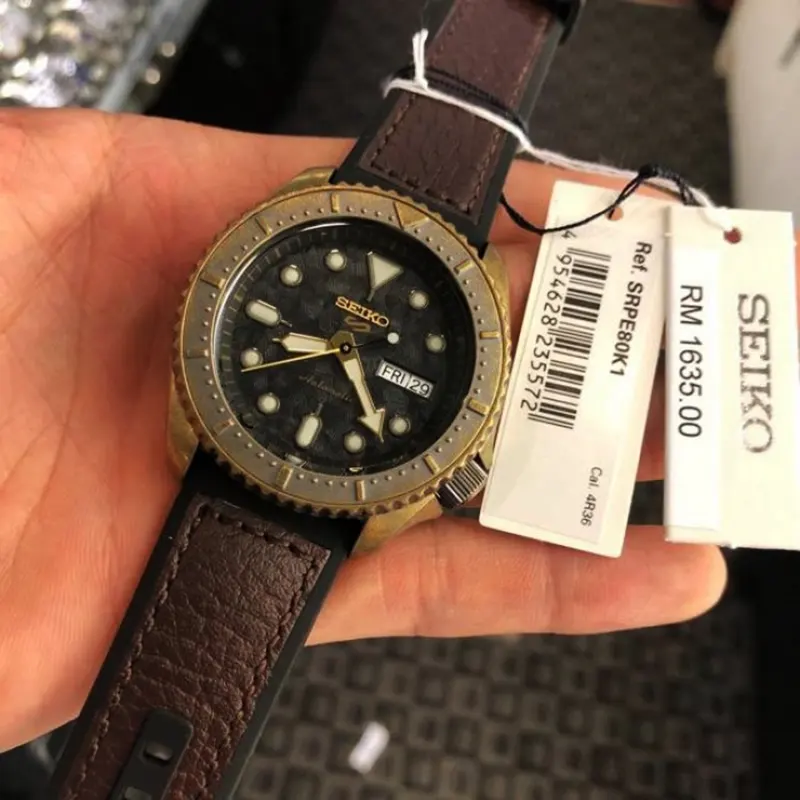 SEIKO
5
Automatic
FRI 29
Ref. SRPE80K1
4 954628 235572
Cal. 4R36
RM 1635.00
SEIKO